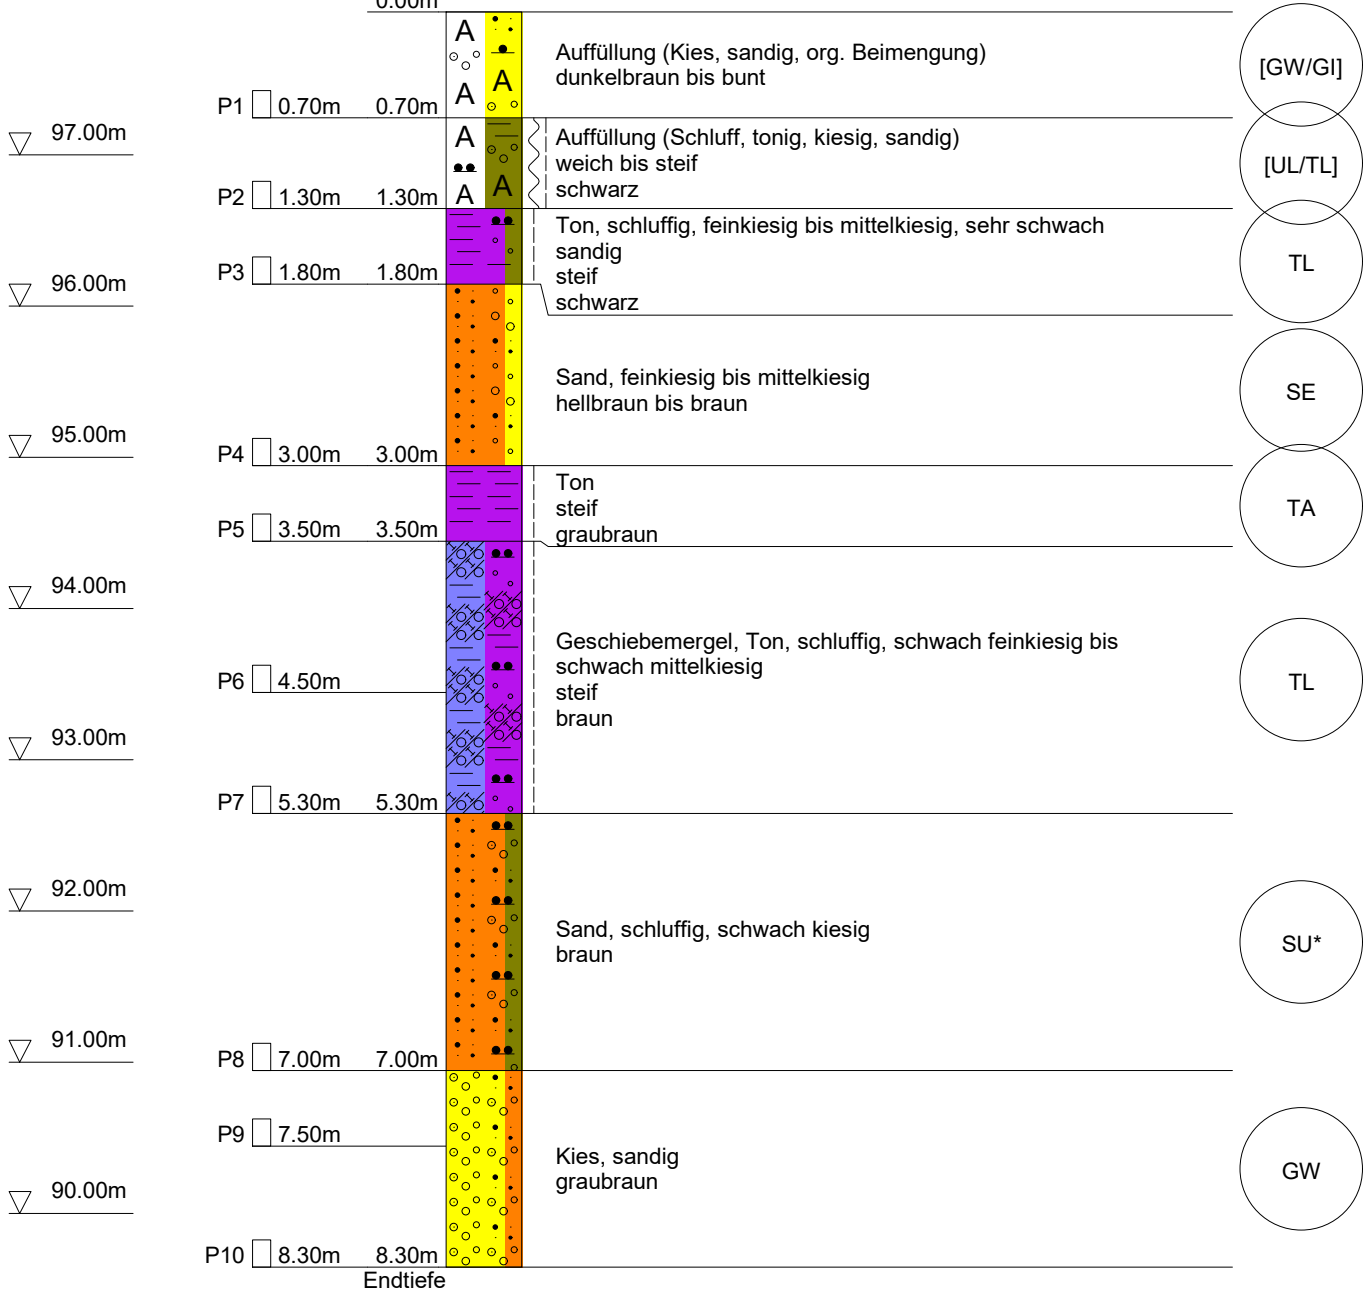 0.00m
A
A
A
Auffüllung (Kies, sandig, org. Beimengung)
dunkelbraun bis bunt
[GW/GI]
P1 0.70m 0.70m
97.00m
A
A
A
Auffüllung (Schluff, tonig, kiesig, sandig)
weich bis steif
schwarz
[UL/TL]
P2 1.30m 1.30m
Ton, schluffig, feinkiesig bis mittelkiesig, sehr schwach
sandig
steif
schwarz
TL
P3 1.80m 1.80m
96.00m
Sand, feinkiesig bis mittelkiesig
hellbraun bis braun
SE
95.00m
P4 3.00m 3.00m
Ton
steif
graubraun
TA
P5 3.50m 3.50m
94.00m
Geschiebemergel, Ton, schluffig, schwach feinkiesig bis
schwach mittelkiesig
steif
braun
TL
P6 4.50m
93.00m
P7 5.30m 5.30m
92.00m
Sand, schluffig, schwach kiesig
braun
SU*
91.00m
P8 7.00m 7.00m
P9 7.50m
Kies, sandig
graubraun
GW
90.00m
P10 8.30m 8.30m
Endtiefe